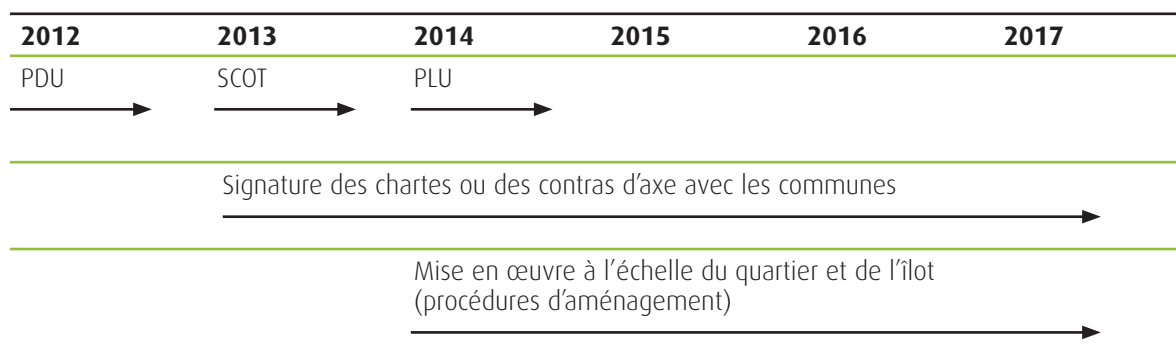 2012 2013 2014 2015 2016 2017
PDU SCOT PLU
Signature des chartes ou des contras d’axe avec les communes
Mise en œuvre à l’échelle du quartier et de l’îlot
(procédures d’aménagement)